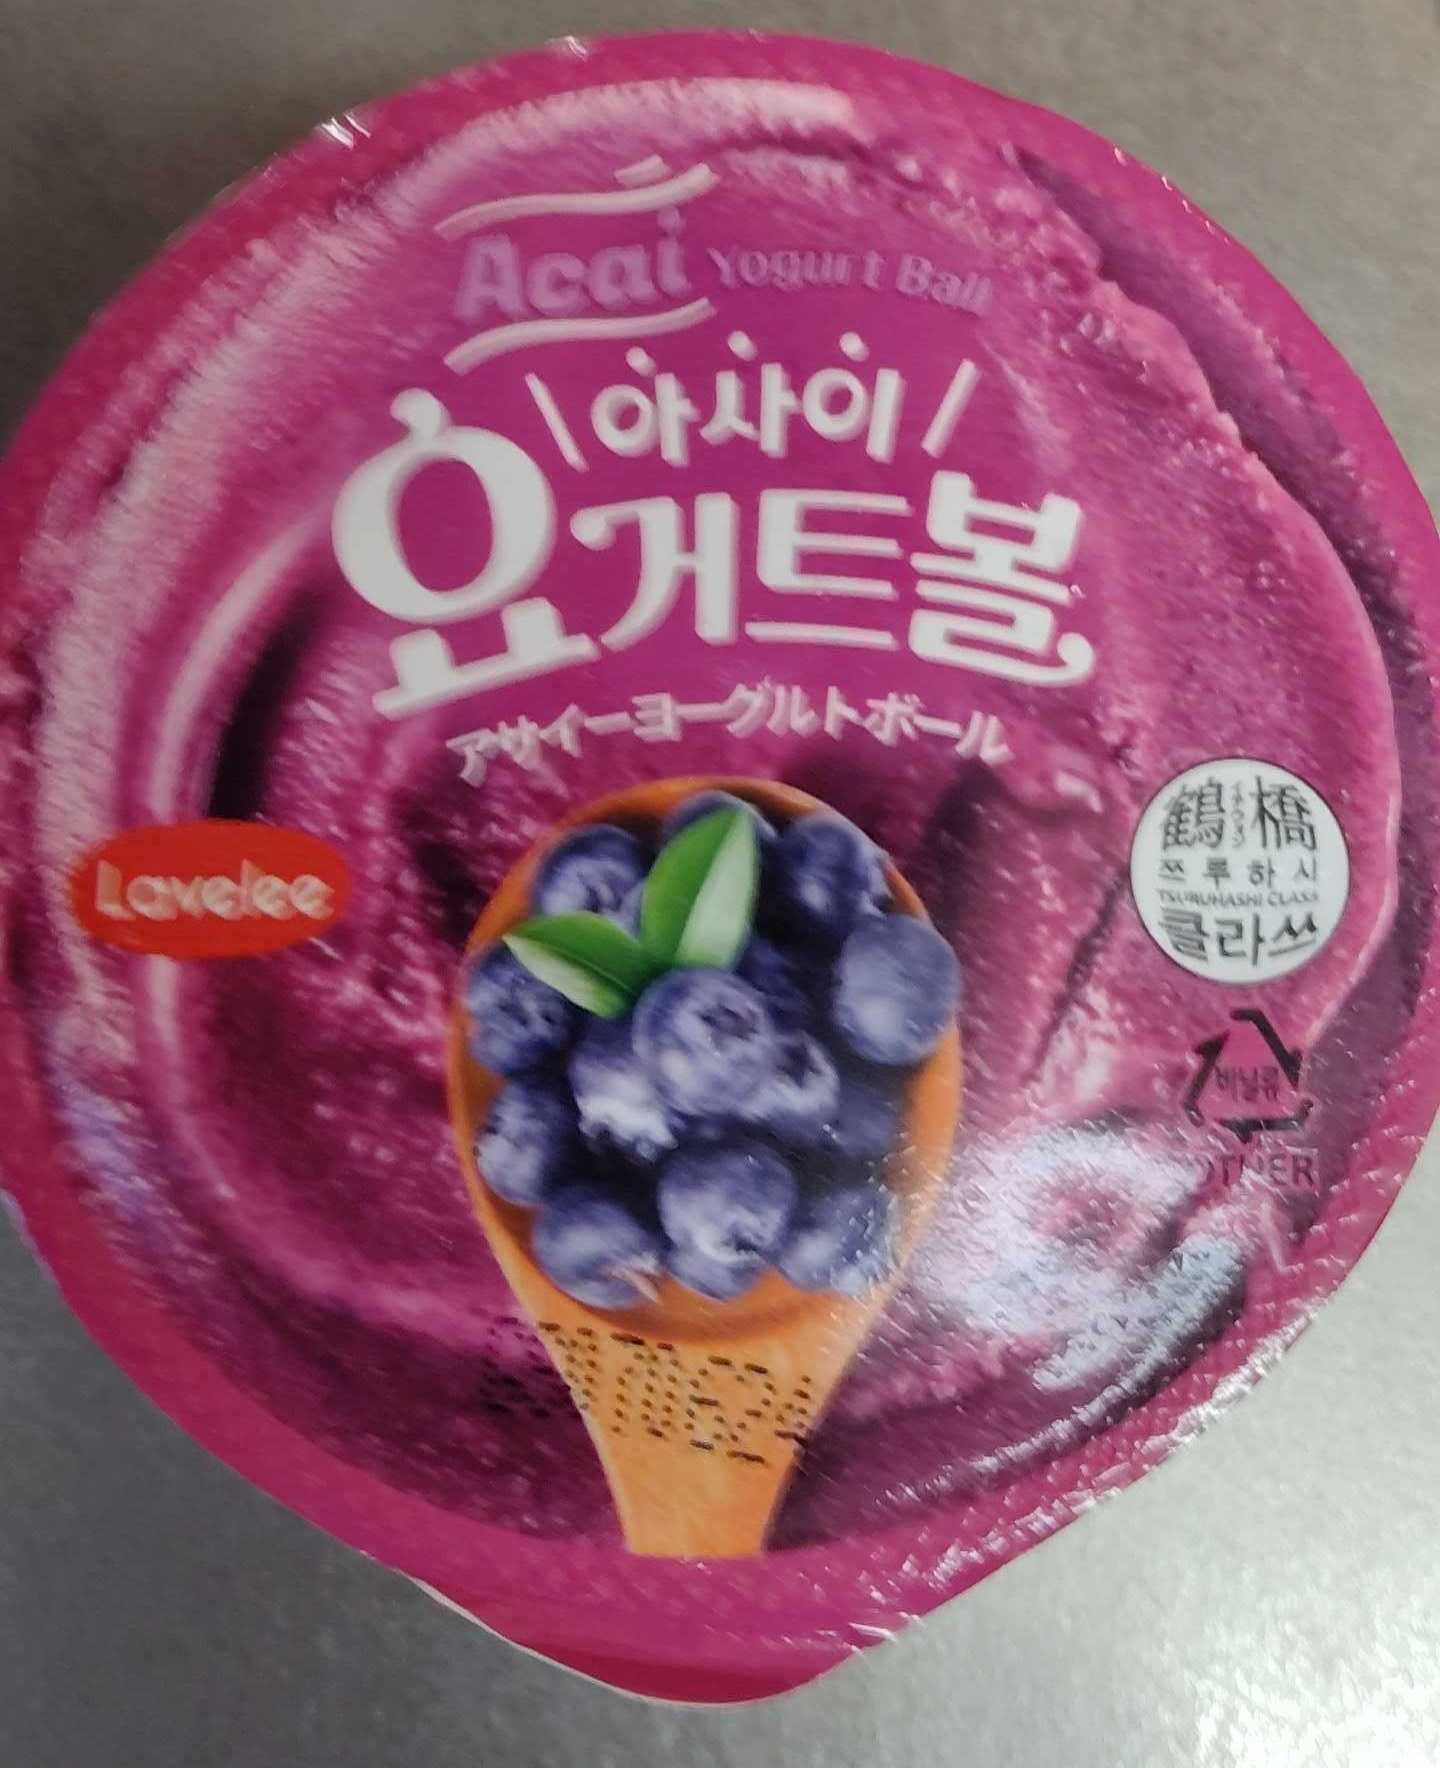 Acai Yogurt Ball
아사이
요거트볼
アサイーヨーグルトボール
Lavelee
鶴橋
쯔루하시
TSURUHASHI CLASS
클라쓰
비닐류
OTHER